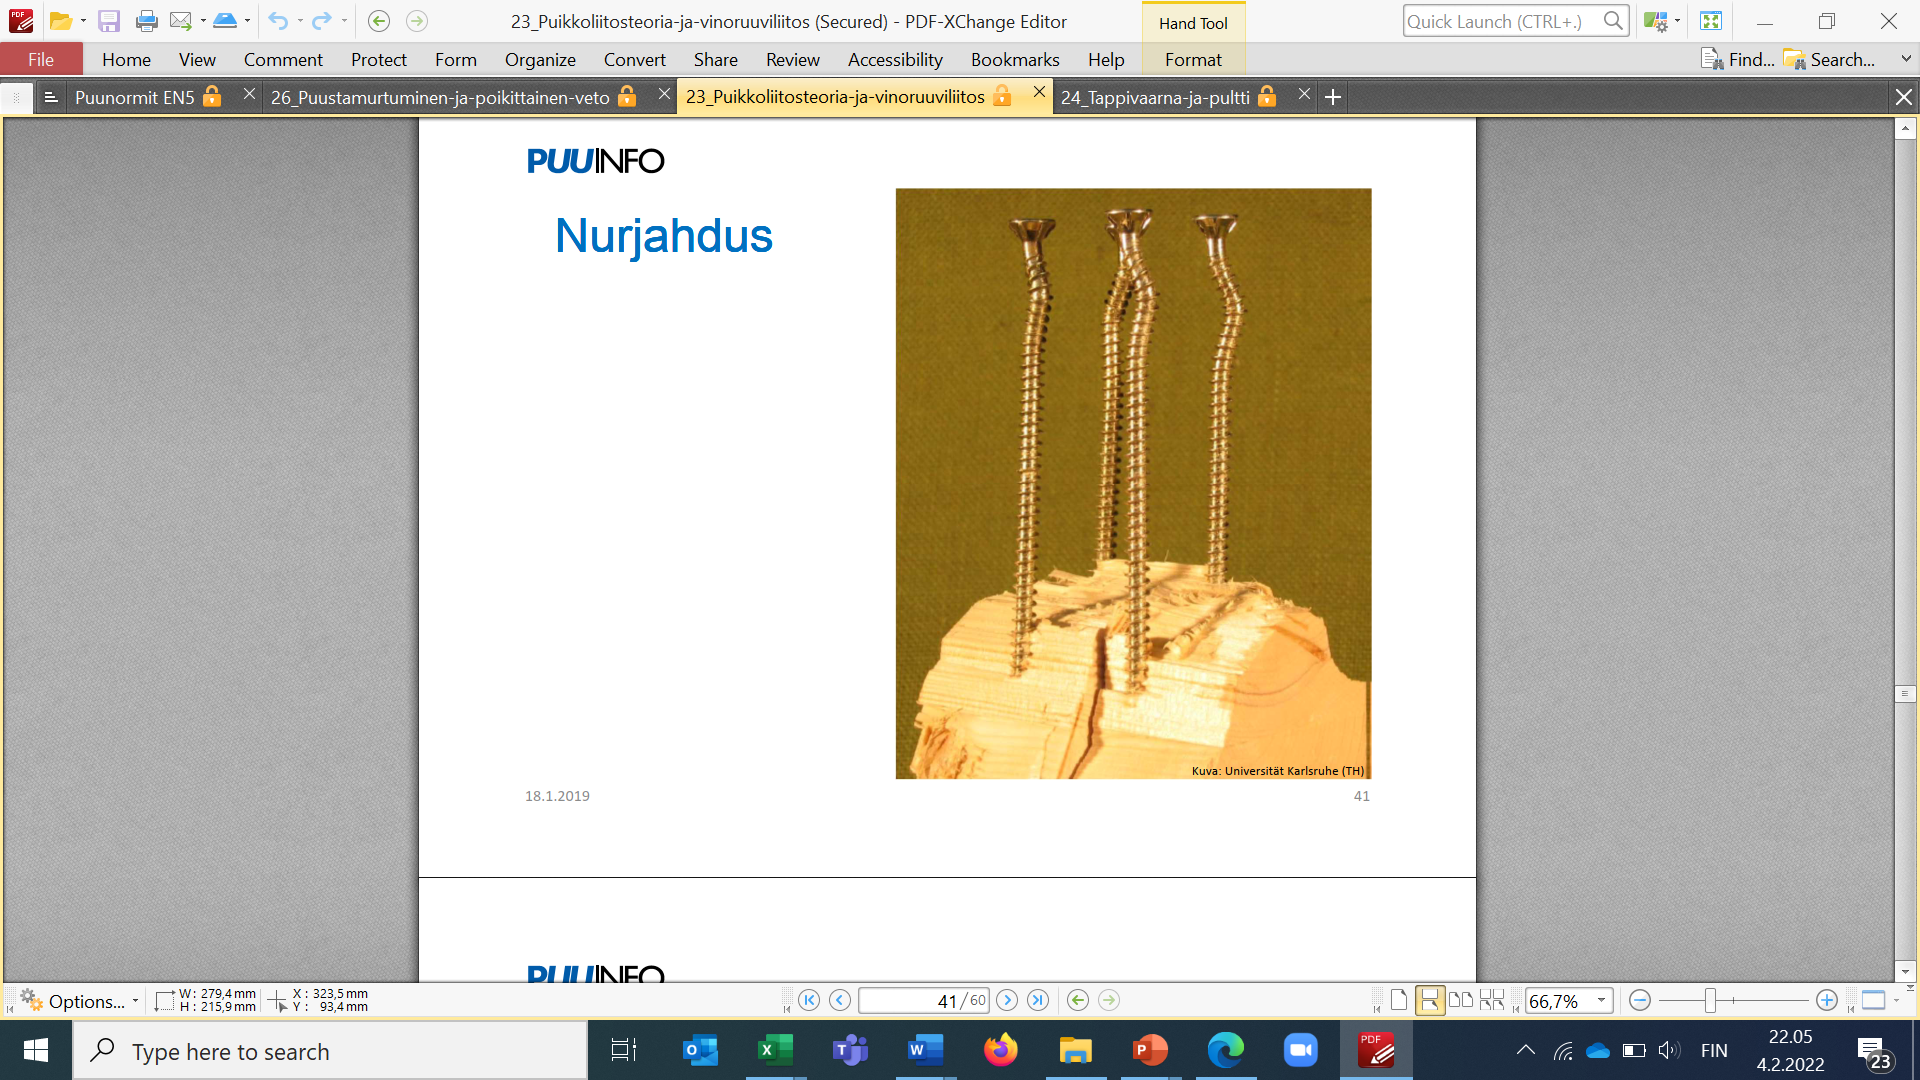 23_Puikkoliitosteoria-ja-vinoruuviliitos (Secured) - PDF-XChange Editor
Hand Tool
Quick Launch (CTRL+.)
File Home View Comment Protect Form Organize Convert Share Review Accessibility Bookmarks Help Format Find... Search...
Puunormit EN5 26_Puustamurtuminen-ja-poikittainen-veto 23_Puikkoliitosteoria-ja-vinoruuviliitos 24_Tappivaarna-ja-pultti
PUUINFO
Nurjahdus
Kuva: Universität Karlsruhe (TH)
18.1.2019 41
PUUINFO
Options... W: 279,4 mm X: 323,5 mm
H: 215,9 mm Y: 93,4 mm
41 / 60
66,7%
Type here to search
PDF
FIN
22.05
4.2.2022
23